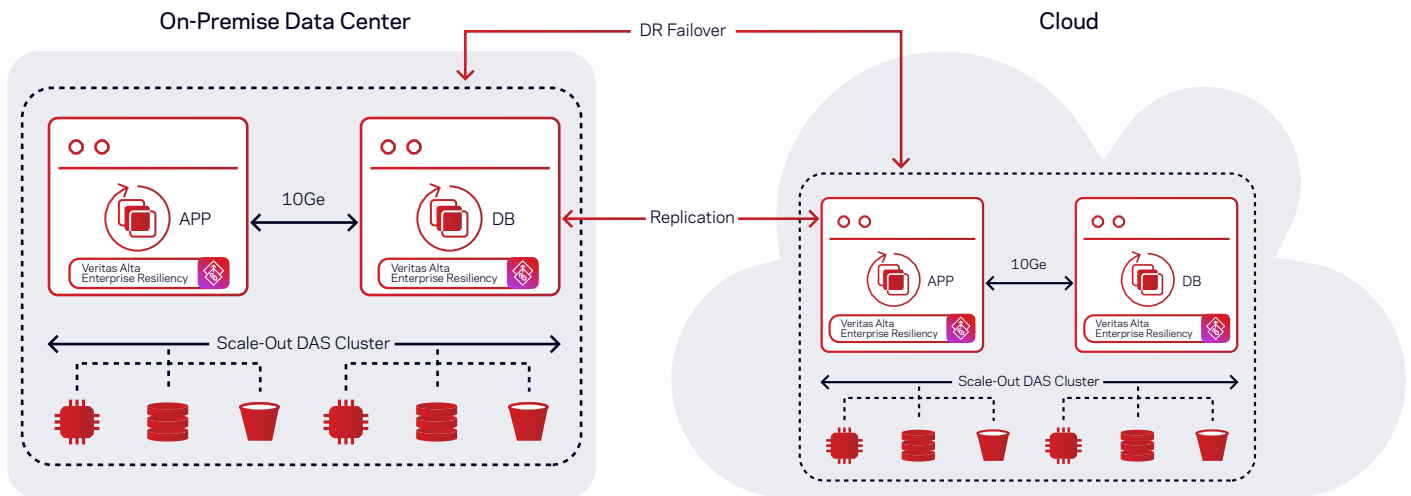 On-Premise Data Center
DR Failover
Cloud
10Ge
APP
DB
Veritas Alta
Enterprise Resiliency
Veritas Alta
Enterprise Resiliency
Scale-Out DAS Cluster
Replication
10Ge
APP
DB
Veritas Alta
Enterprise Resiliency
Veritas Alta
Enterprise Resiliency
Scale-Out DAS Cluster